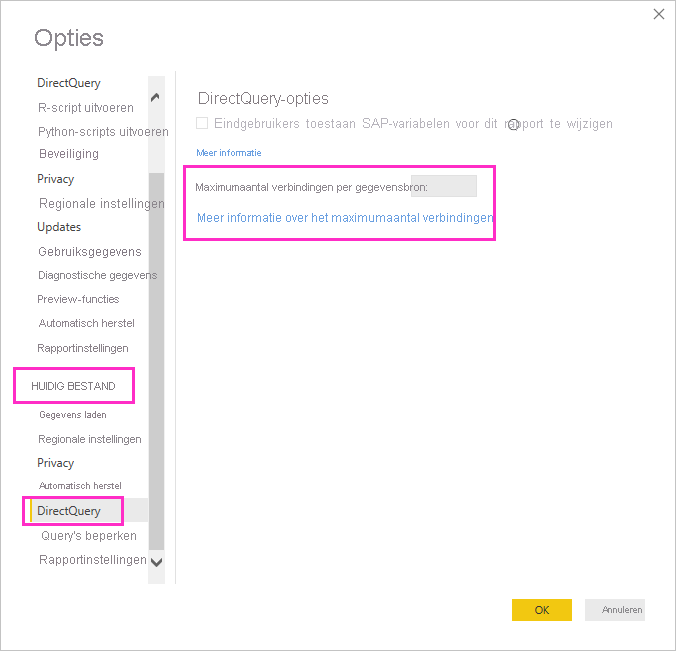 Opties
DirectQuery
R-script uitvoeren
Python-scripts uitvoeren
Beveiliging
Privacy
Regionale instellingen
Updates
Gebruiksgegevens
Diagnostische gegevens
Preview-functies
Automatisch herstel
Rapportinstellingen
HUIDIG BESTAND
Gegevens laden
Regionale instellingen
Privacy
Automatisch herstel
DirectQuery
Query's beperken
Rapportinstellingen
DirectQuery-opties
Eindgebruikers toestaan SAP-variabelen voor dit rapport te wijzigen
Meer informatie
Maximumaantal verbindingen per gegevensbron:
Meer informatie over het maximumaantal verbindingen
OK
Annuleren